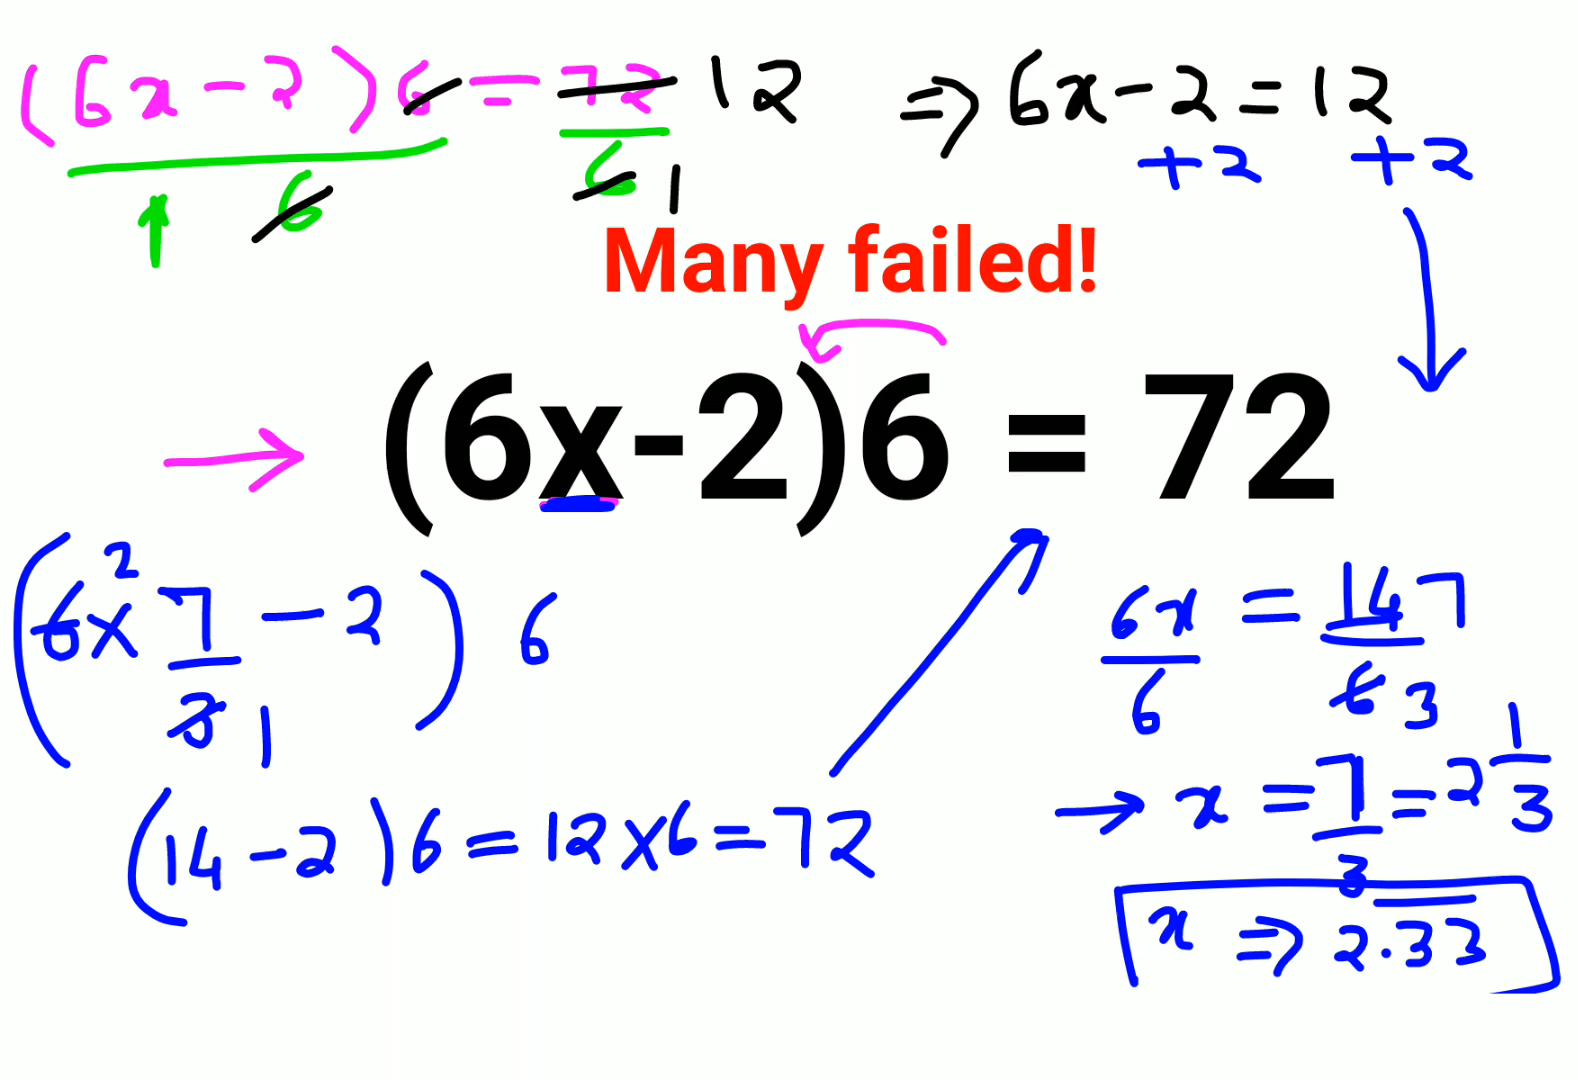 (6x-2)6 = 72 12 ⇒ 6x-2 = 12
6 6 1 +2 +2
Many failed!
(6x-2)6 = 72
(6x² 7 - 2) 6
3 1
(14-2)6 = 12x6 = 72
6x = 14 7
6 6 3
→ x = 7/3 = 2 1/3
x ⇒ 2.33